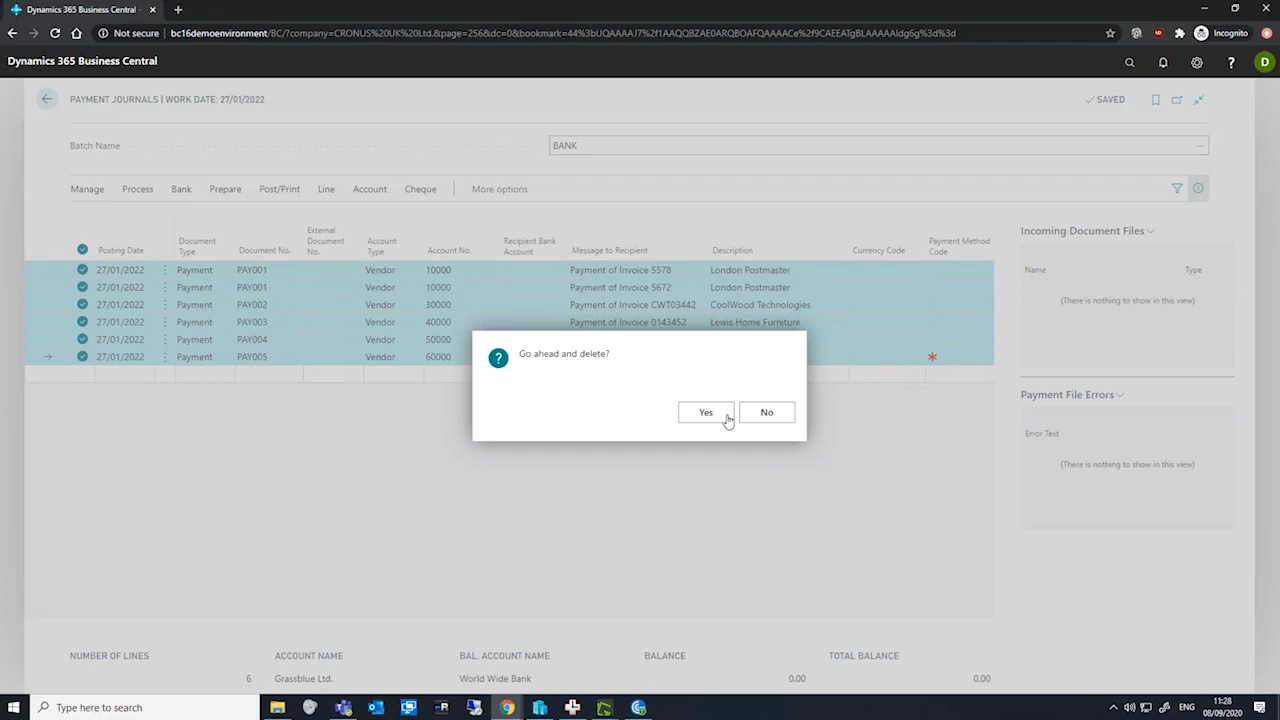 Dynamics 365 Business Central -
Not secure bc16demoenvironment/BC/?company=CRONUS%20UK%20Ltd.&page=256&dc=0&bookmark=44%3bUQAAAAJ7%2f1AAQQBZAE0ARQBOAFQAAAACe%2f9CAEEATgBLAAAAAIdg6g%3d%3d
Incognito
Dynamics 365 Business Central
D
PAYMENT JOURNALS | WORK DATE: 27/01/2022
SAVED
Batch Name
BANK
Manage Process Bank Prepare Post/Print Line Account Cheque More options
Posting Date Document Type Document No. External Document No. Account Type Account No. Recipient Bank Account Message to Recipient Description Currency Code Payment Method Code
27/01/2022 Payment PAY001 Vendor 10000 Payment of Invoice 5578 London Postmaster
27/01/2022 Payment PAY001 Vendor 10000 Payment of Invoice 5672 London Postmaster
27/01/2022 Payment PAY002 Vendor 30000 Payment of Invoice CWT03442 CoolWood Technologies
27/01/2022 Payment PAY003 Vendor 40000 Payment of Invoice 0143452 Lewis Home Furniture
27/01/2022 Payment PAY004 Vendor 50000
27/01/2022 Payment PAY005 Vendor 60000 *
Go ahead and delete?
Yes No
Incoming Document Files
Name Type
(There is nothing to show in this view)
Payment File Errors
Error Text
(There is nothing to show in this view)
NUMBER OF LINES ACCOUNT NAME BAL. ACCOUNT NAME BALANCE TOTAL BALANCE
6 Grassblue Ltd. World Wide Bank 0.00 0.00
Type here to search
ENG
11:28
08/09/2020